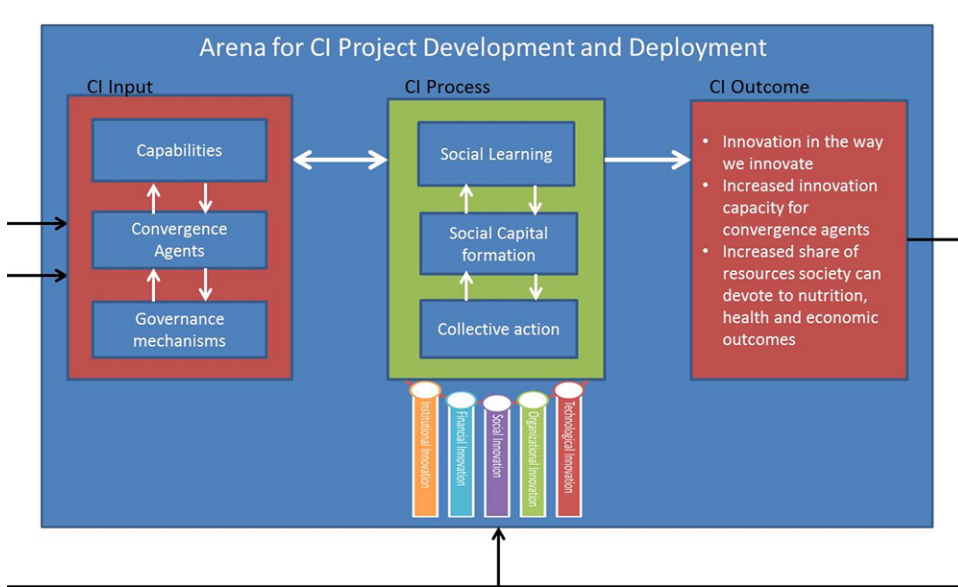 Arena for CI Project Development and Deployment
CI Input
Capabilities
Convergence
Agents
Governance
mechanisms
CI Process
Social Learning
Social Capital
formation
Collective action
CI Outcome
• Innovation in the way
we innovate
• Increased innovation
capacity for
convergence agents
• Increased share of
resources society can
devote to nutrition,
health and economic
outcomes
Institutional Innovation
Financial Innovation
Social Innovation
Organizational Innovation
Technological Innovation